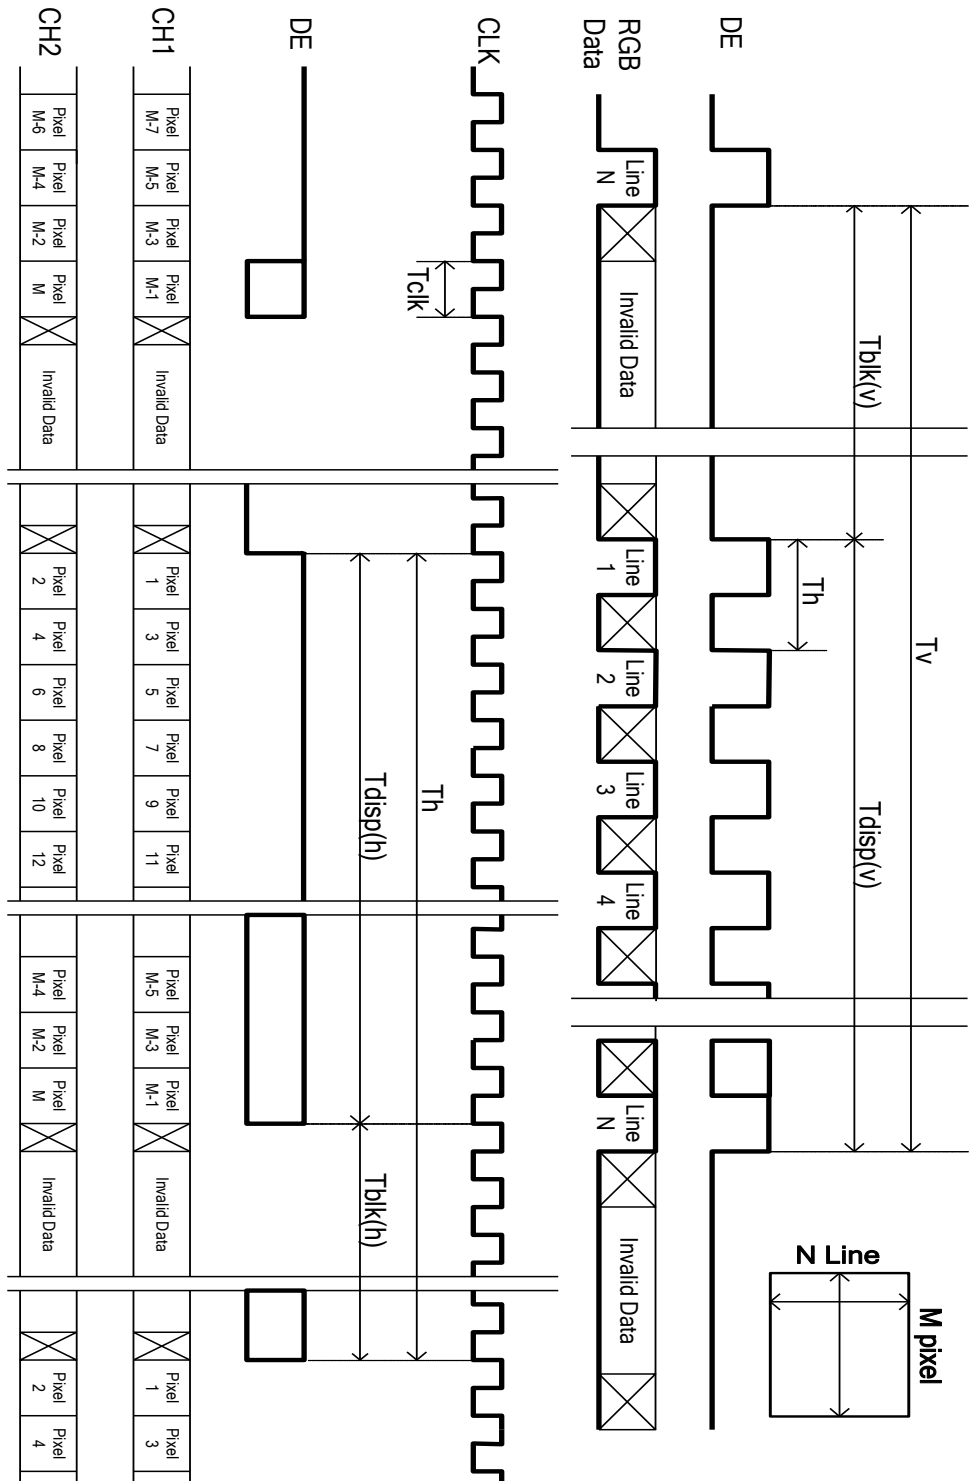 Tv
Tblk(v)
Tdisp(v)
Th
DE
RGB
Data
Line
N
Invalid Data
Line
1
Line
2
Line
3
Line
4
Line
N
Invalid Data
N Line
M pixel
CLK
Tclk
Th
Tdisp(h)
Tblk(h)
DE
CH1
Pixel
M-7
Pixel
M-5
Pixel
M-3
Pixel
M-1
Invalid Data
Pixel
1
Pixel
3
Pixel
5
Pixel
7
Pixel
9
Pixel
11
Pixel
M-5
Pixel
M-3
Pixel
M-1
Invalid Data
Pixel
1
Pixel
3
CH2
Pixel
M-6
Pixel
M-4
Pixel
M-2
Pixel
M
Invalid Data
Pixel
2
Pixel
4
Pixel
6
Pixel
8
Pixel
10
Pixel
12
Pixel
M-4
Pixel
M-2
Pixel
M
Invalid Data
Pixel
2
Pixel
4